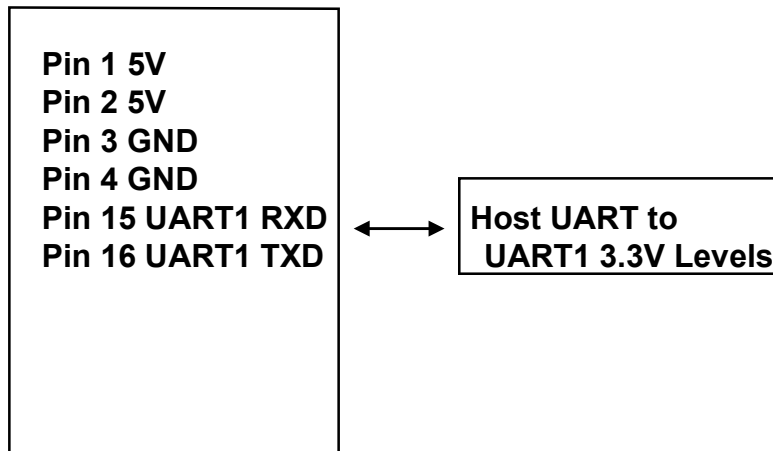 Pin 1 5V
Pin 2 5V
Pin 3 GND
Pin 4 GND
Pin 15 UART1 RXD
Pin 16 UART1 TXD
Host UART to
UART1 3.3V Levels